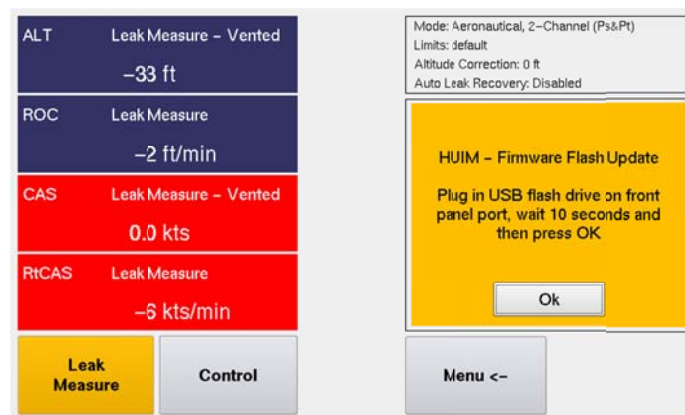 ALT Leak Measure - Vented
-33 ft
ROC Leak Measure
-2 ft/min
CAS Leak Measure - Vented
0.0 kts
RtCAS Leak Measure
-6 kts/min
Leak
Measure
Control
Mode: Aeronautical, 2-Channel (Ps&Pt)
Limits: default
Altitude Correction: 0 ft
Auto Leak Recovery: Disabled
HUIM - Firmware Flash Update
Plug in USB flash drive on front
panel port, wait 10 seconds and
then press OK
Ok
Menu <-